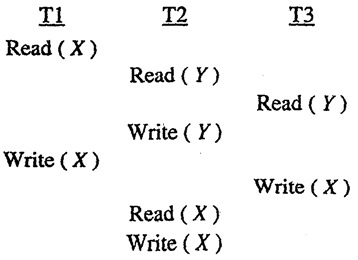 T1 T2 T3
Read ( X )
Read ( Y )
Read ( Y )
Write ( Y )
Write ( X )
Write ( X )
Read ( X )
Write ( X )